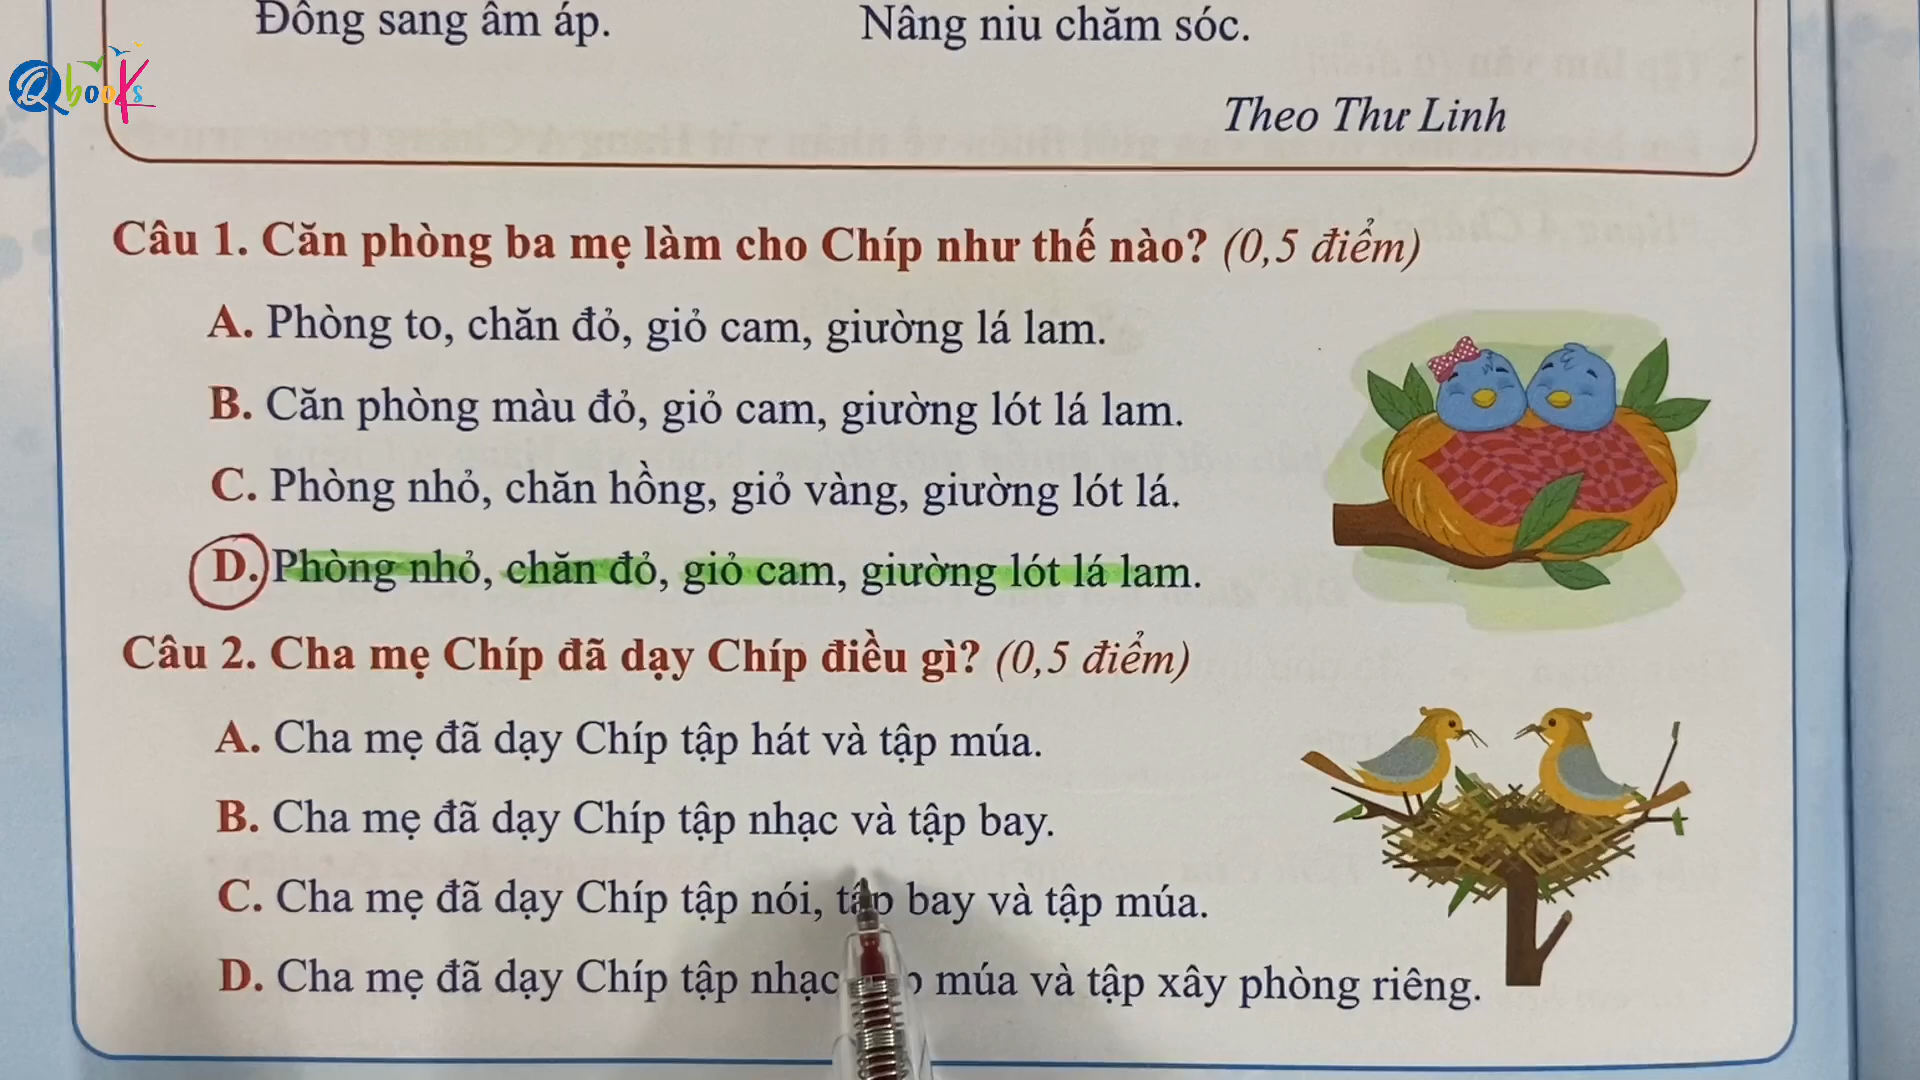 Đông sang ấm áp.
Nâng niu chăm sóc.
Qbooks
Theo Thư Linh
Câu 1. Căn phòng ba mẹ làm cho Chíp như thế nào? (0,5 điểm)
A. Phòng to, chăn đỏ, giỏ cam, giường lá lam.
B. Căn phòng màu đỏ, giỏ cam, giường lót lá lam.
C. Phòng nhỏ, chăn hồng, giỏ vàng, giường lót lá.
D. Phòng nhỏ, chăn đỏ, giỏ cam, giường lót lá lam.
Câu 2. Cha mẹ Chíp đã dạy Chíp điều gì? (0,5 điểm)
A. Cha mẹ đã dạy Chíp tập hát và tập múa.
B. Cha mẹ đã dạy Chíp tập nhạc và tập bay.
C. Cha mẹ đã dạy Chíp tập nói, tập bay và tập múa.
D. Cha mẹ đã dạy Chíp tập nhạc múa và tập xây phòng riêng.